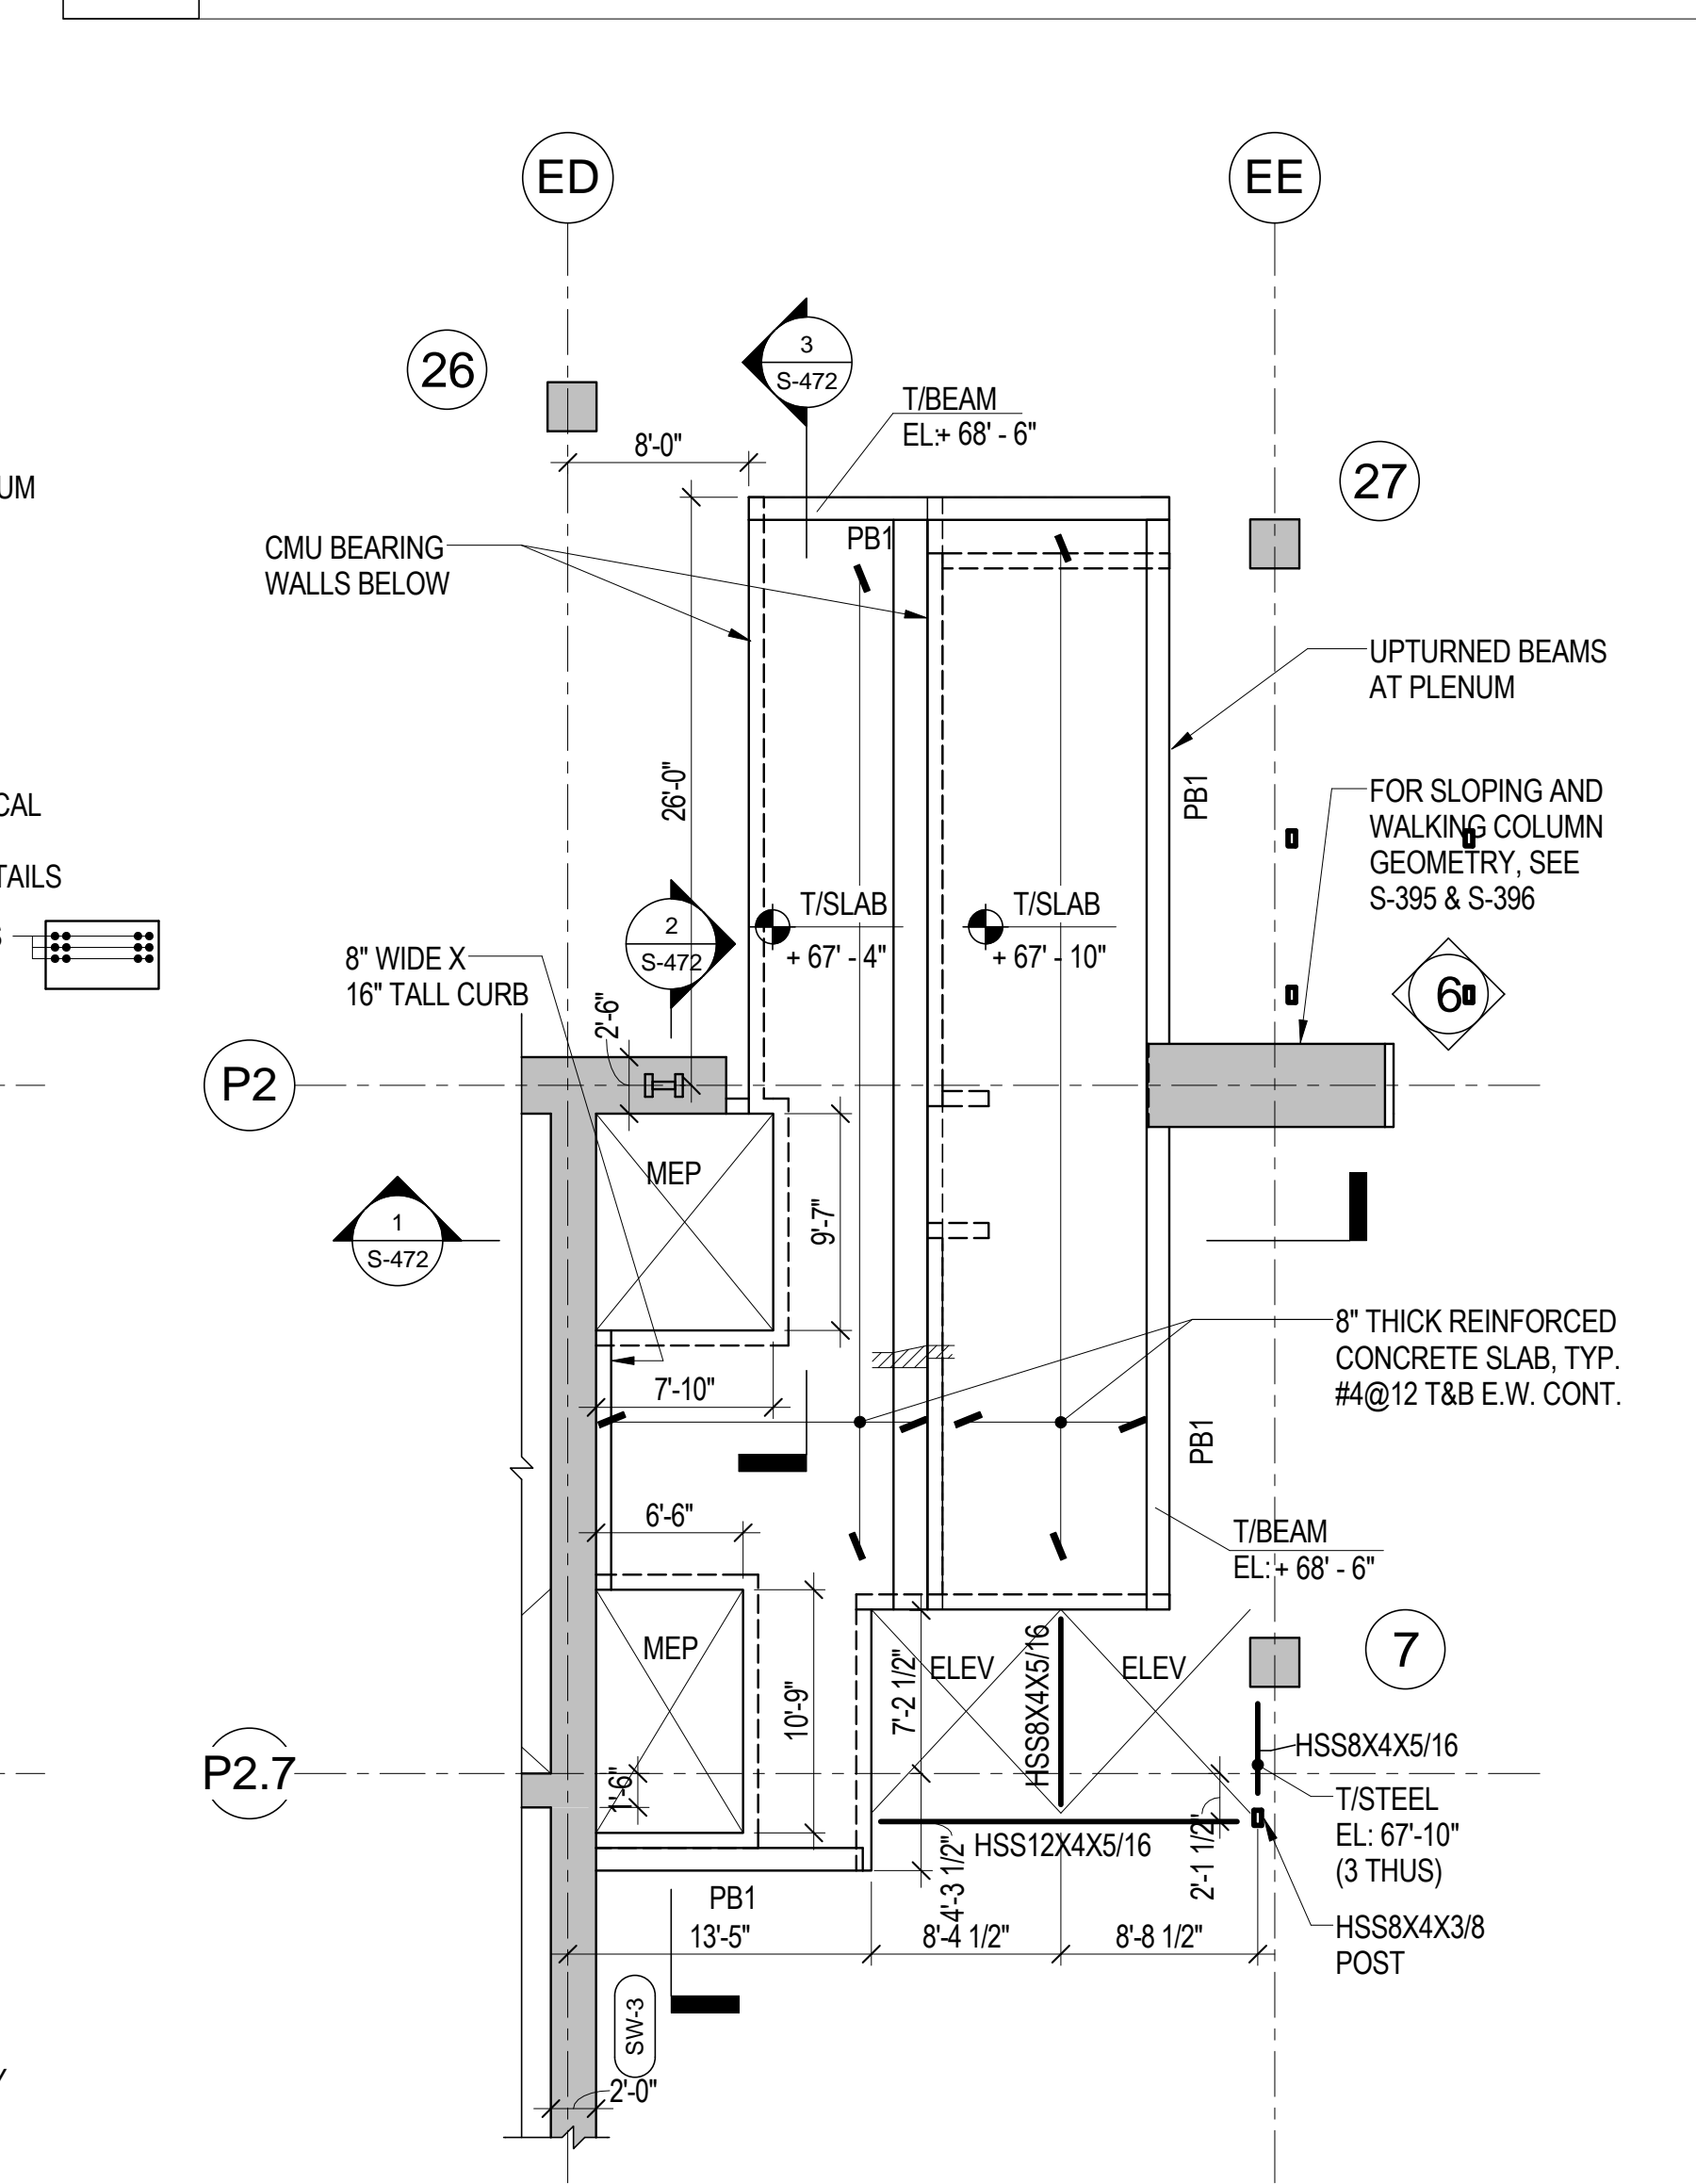 ED
EE
26
3
S-472
T/BEAM
EL:+ 68' - 6"
8'-0"
27
UM
PB1
CMU BEARING
WALLS BELOW
UPTURNED BEAMS
AT PLENUM
26'-0"
PB1
FOR SLOPING AND
WALKING COLUMN
GEOMETRY, SEE
S-395 & S-396
CAL
TAILS
T/SLAB
+ 67' - 4"
T/SLAB
+ 67' - 10"
2
S-472
8" WIDE X
16" TALL CURB
6
2'-6"
P2
MEP
9'-7"
1
S-472
8" THICK REINFORCED
CONCRETE SLAB, TYP.
#4@12 T&B E.W. CONT.
7'-10"
PB1
6'-6"
T/BEAM
EL: + 68' - 6"
MEP
10'-9"
7'-2 1/2"
ELEV
HSS8X4X5/16
ELEV
7
P2.7
1'-6"
HSS8X4X5/16
T/STEEL
EL: 67'-10"
(3 THUS)
HSS12X4X5/16
4'-3 1/2"
2'-1 1/2"
PB1
HSS8X4X3/8
POST
13'-5"
8'-4 1/2"
8'-8 1/2"
SW-3
2'-0"